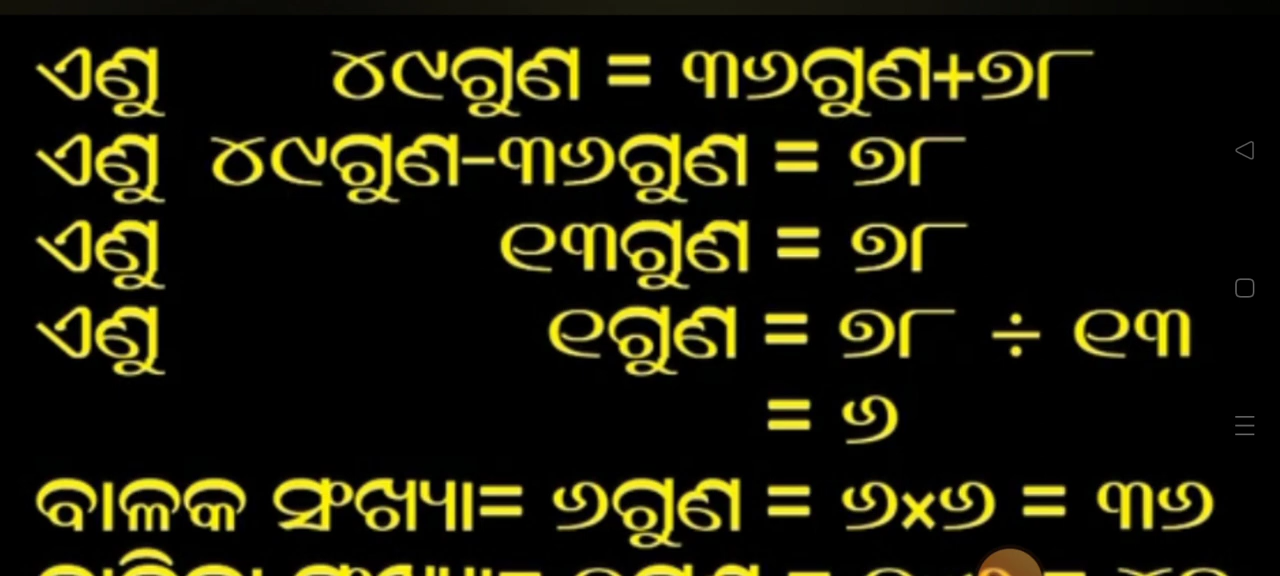 ଏଣୁ ୪୯ଗୁଣ = ୩୬ଗୁଣ+୭୮
ଏଣୁ ୪୯ଗୁଣ-୩୬ଗୁଣ = ୭୮
ଏଣୁ ୧୩ଗୁଣ = ୭୮
ଏଣୁ ୧ଗୁଣ = ୭୮ ÷ ୧୩
= ୬
ବାଳକ ସଂଖ୍ୟା= ୬ଗୁଣ = ୬×୬ = ୩୬